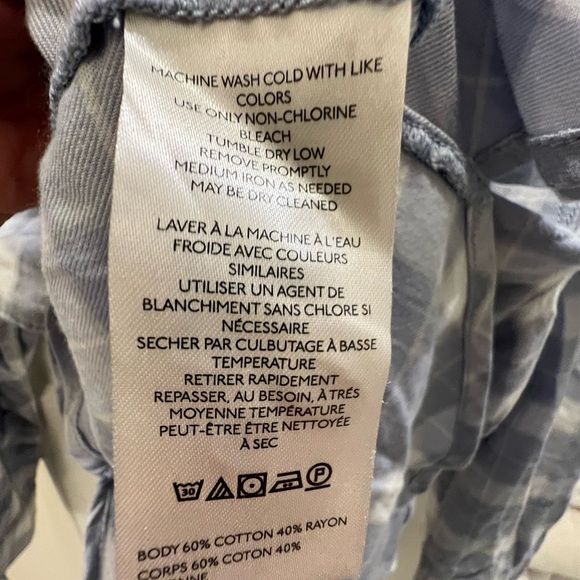 MACHINE WASH COLD WITH LIKE
COLORS
USE ONLY NON-CHLORINE
BLEACH
TUMBLE DRY LOW
REMOVE PROMPTLY
MEDIUM IRON AS NEEDED
MAY BE DRY CLEANED
LAVER À LA MACHINE À L'EAU
FROIDE AVEC COULEURS
SIMILAIRES
UTILISER UN AGENT DE
BLANCHIMENT SANS CHLORE SI
NÉCESSAIRE
SECHER PAR CULBUTAGE À BASSE
TEMPERATURE
RETIRER RAPIDEMENT
REPASSER, AU BESOIN, À TRÉS
MOYENNE TEMPÉRATURE
PEUT-ÊTRE ÊTRE NETTOYÉE
À SEC
30 P
BODY 60% COTTON 40% RAYON
CORPS 60% COTON 40%